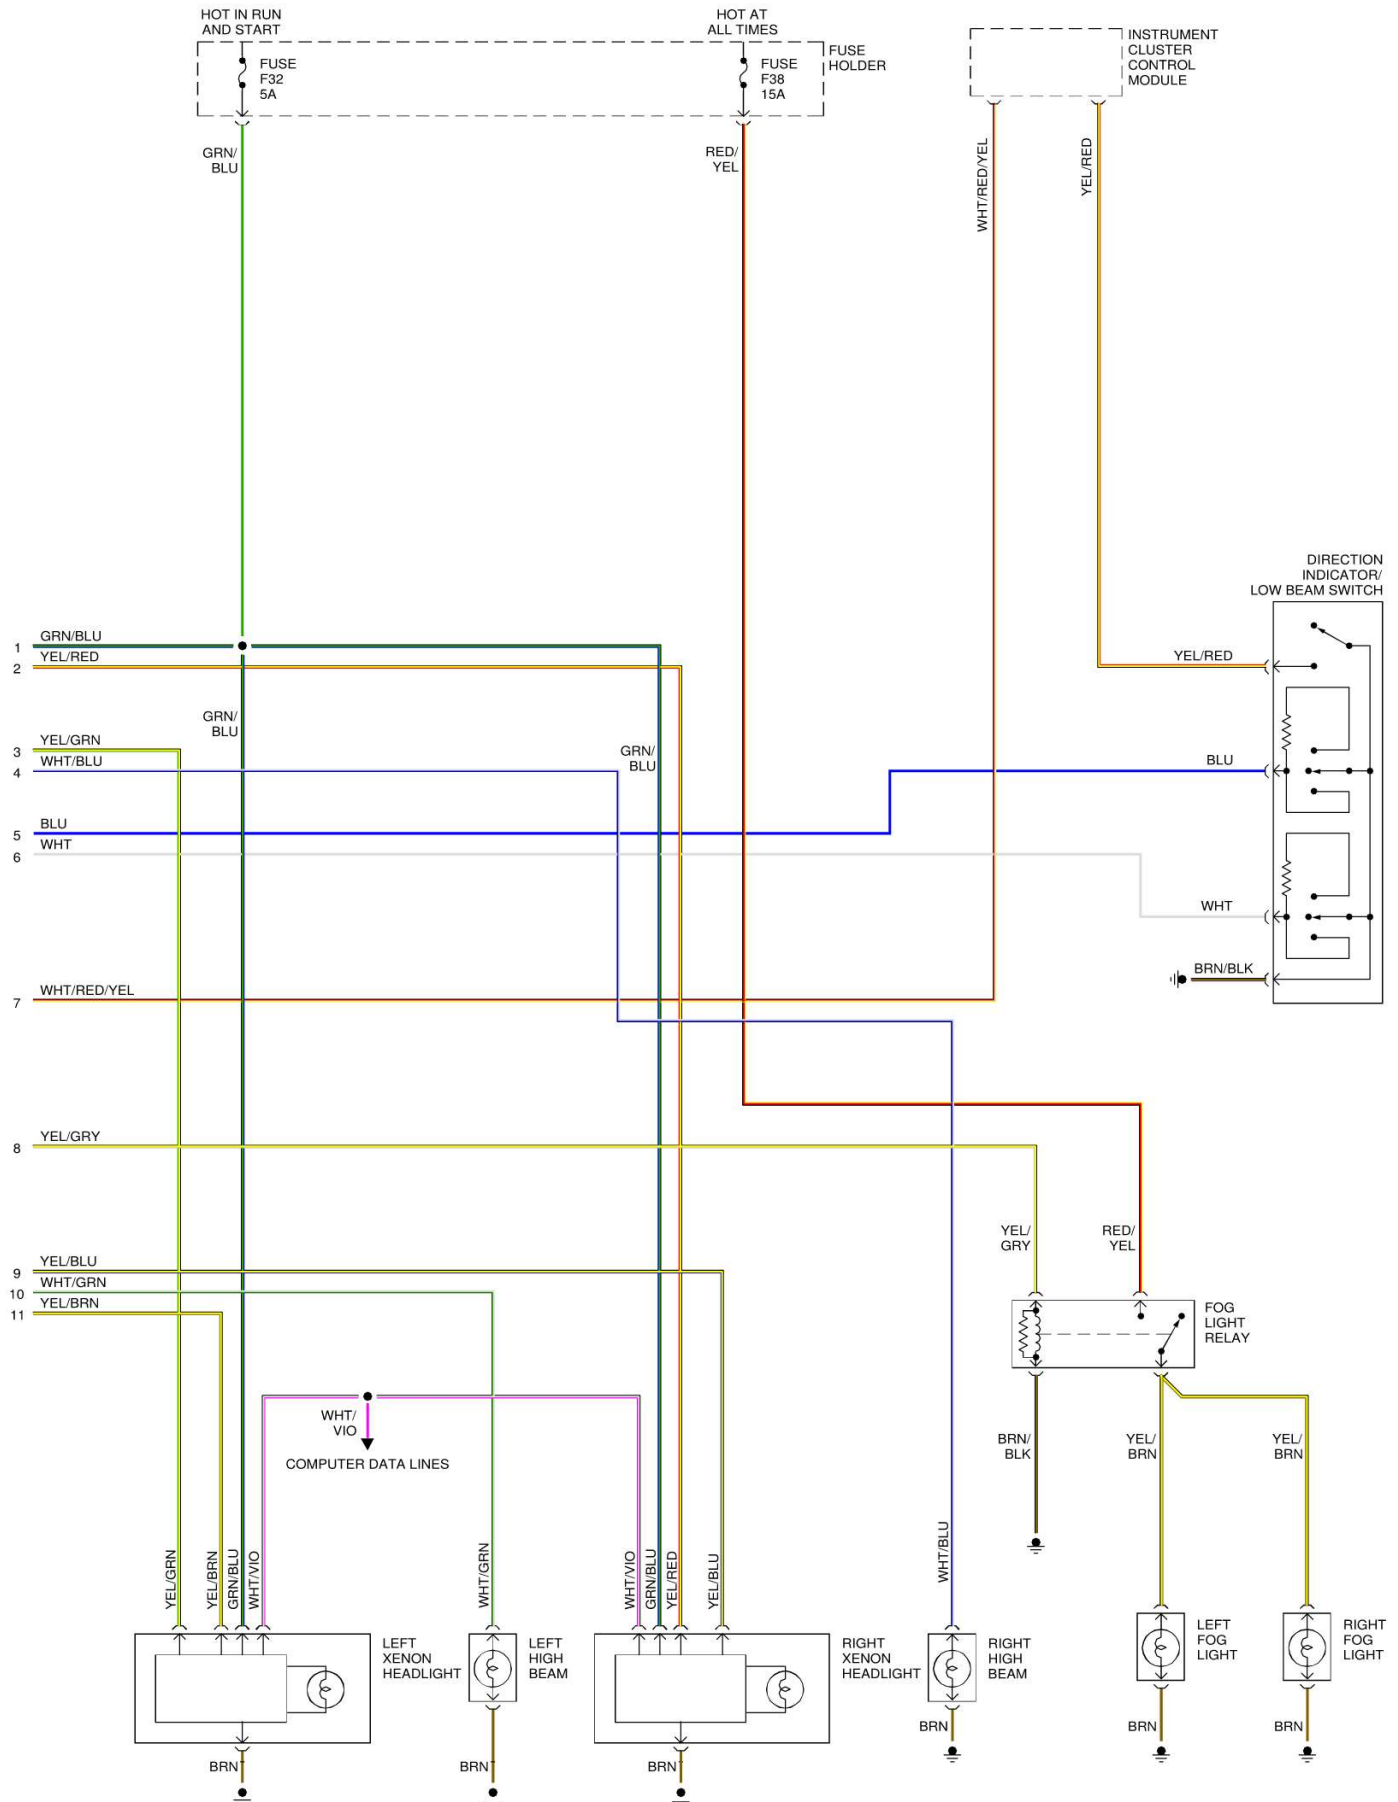 HOT IN RUN
AND START
HOT AT
ALL TIMES
FUSE
F32
5A
FUSE
F38
15A
FUSE
HOLDER
INSTRUMENT
CLUSTER
CONTROL
MODULE
GRN/
BLU
RED/
YEL
WHT/RED/YEL
YEL/RED
DIRECTION
INDICATOR/
LOW BEAM SWITCH
1 GRN/BLU
2 YEL/RED
YEL/RED
GRN/
BLU
3 YEL/GRN
4 WHT/BLU
GRN/
BLU
BLU
5 BLU
6 WHT
WHT
BRN/BLK
7 WHT/RED/YEL
8 YEL/GRY
YEL/
GRY
RED/
YEL
9 YEL/BLU
10 WHT/GRN
11 YEL/BRN
FOG
LIGHT
RELAY
WHT/
VIO
COMPUTER DATA LINES
BRN/
BLK
YEL/
BRN
YEL/
BRN
YEL/GRN
YEL/BRN
GRN/BLU
WHT/VIO
WHT/GRN
WHT/VIO
GRN/BLU
YEL/RED
YEL/BLU
WHT/BLU
LEFT
XENON
HEADLIGHT
LEFT
HIGH
BEAM
RIGHT
XENON
HEADLIGHT
RIGHT
HIGH
BEAM
LEFT
FOG
LIGHT
RIGHT
FOG
LIGHT
BRN
BRN
BRN
BRN
BRN
BRN